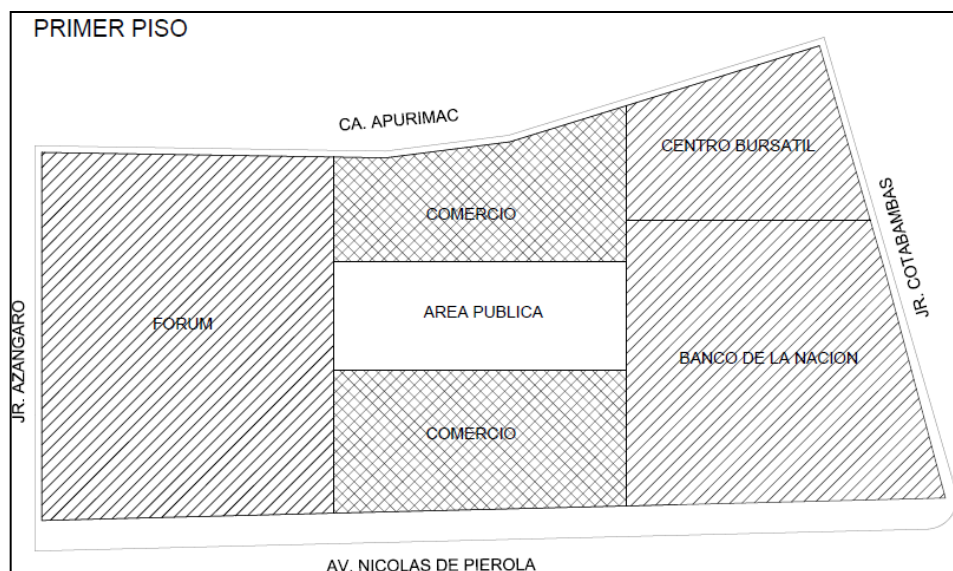 PRIMER PISO
CA. APURIMAC
CENTRO BURSATIL
COMERCIO
JR. COTABAMBAS
AREA PUBLICA
FORUM
JR. AZANGARO
BANCO DE LA NACION
COMERCIO
AV. NICOLAS DE PIEROLA